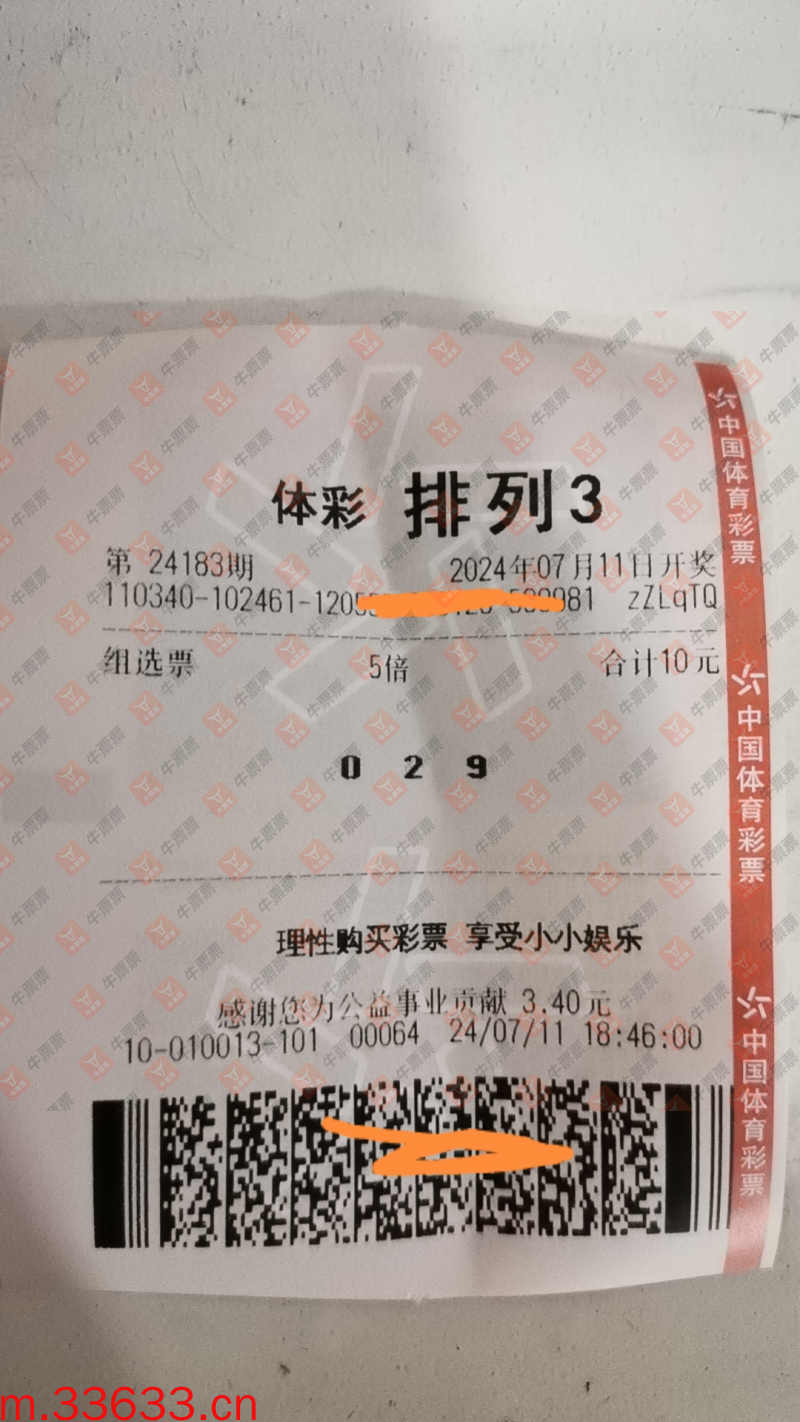 体彩 排列3
第 24183期 2024年07月11日开奖
110340-102461-1205 981 zZLqTQ
组选票 5倍 合计10元
0 2 9
理性购买彩票 享受小小娱乐
感谢您为公益事业贡献 3.40元
10-010013-101 00064 24/07/11 18:46:00
中国体育彩票
中国体育彩票
中国体育彩票
牛票票
m.33633.cn